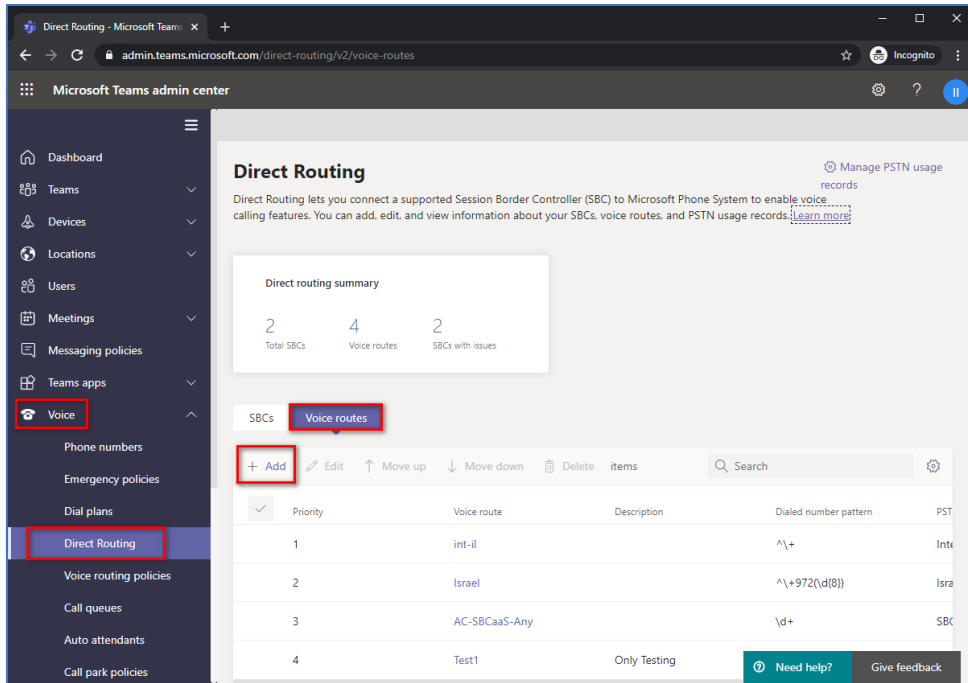 Direct Routing - Microsoft Teams
admin.teams.microsoft.com/direct-routing/v2/voice-routes
Incognito
Microsoft Teams admin center
II
Dashboard
Teams
Devices
Locations
Users
Meetings
Messaging policies
Teams apps
Voice
Phone numbers
Emergency policies
Dial plans
Direct Routing
Voice routing policies
Call queues
Auto attendants
Call park policies
Direct Routing
Manage PSTN usage
records
Direct Routing lets you connect a supported Session Border Controller (SBC) to Microsoft Phone System to enable voice
calling features. You can add, edit, and view information about your SBCs, voice routes, and PSTN usage records. Learn more
Direct routing summary
2 4 2
Total SBCs Voice routes SBCs with issues
SBCs Voice routes
+ Add Edit Move up Move down Delete items Search
Priority Voice route Description Dialed number pattern PST
1 int-il ^\+ Inte
2 Israel ^\+972(\d{8}) Isra
3 AC-SBCaaS-Any \d+ SBC
4 Test1 Only Testing
Need help? Give feedback